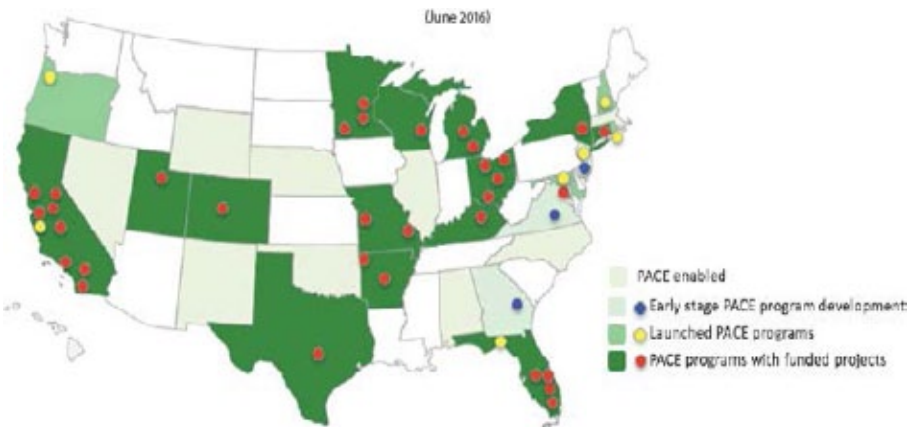 (June 2016)
PACE enabled
Early stage PACE program development
Launched PACE programs
PACE programs with funded projects